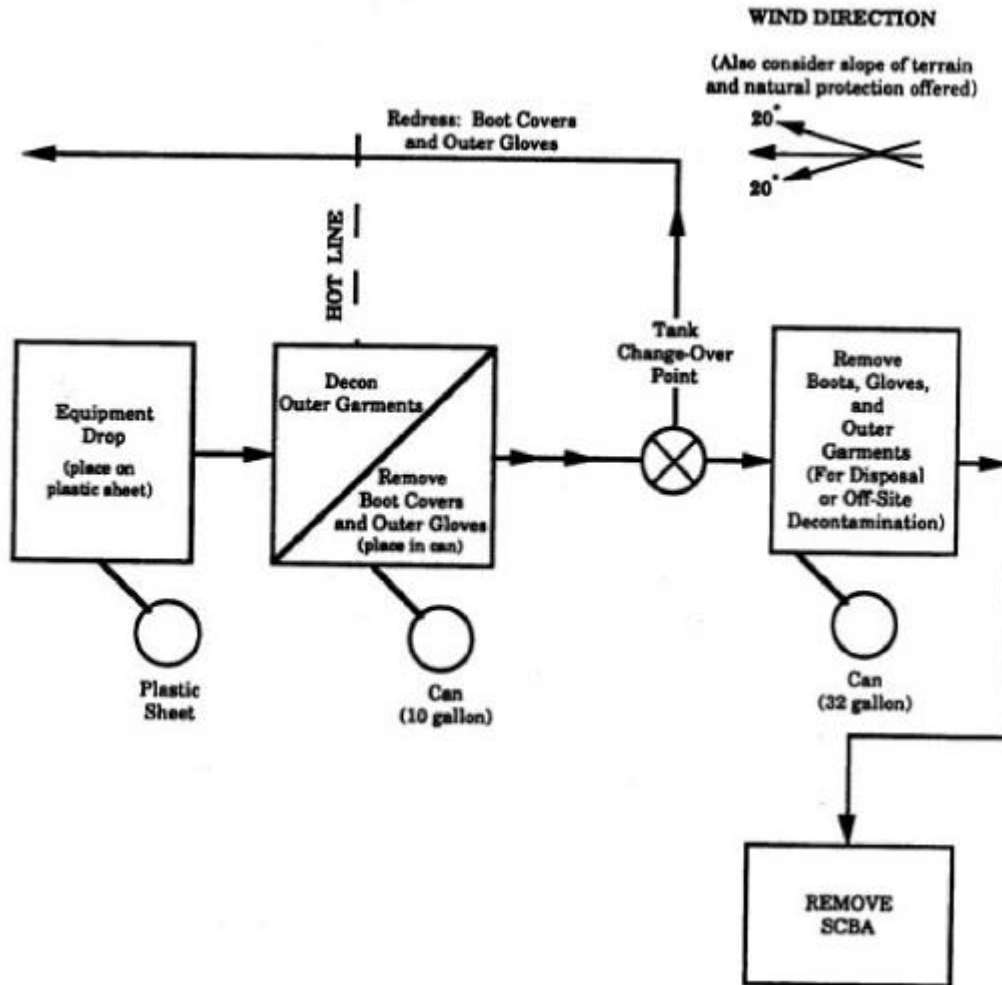 WIND DIRECTION
(Also consider slope of terrain
and natural protection offered)
20°
20°
Redress: Boot Covers
and Outer Gloves
HOT LINE
Tank
Change-Over
Point
Equipment
Drop
(place on
plastic sheet)
Decon
Outer Garments
Remove
Boot Covers
and Outer Gloves
(place in can)
Remove
Boots, Gloves,
and
Outer
Garments
(For Disposal
or Off-Site
Decontamination)
Plastic
Sheet
Can
(10 gallon)
Can
(32 gallon)
REMOVE
SCBA